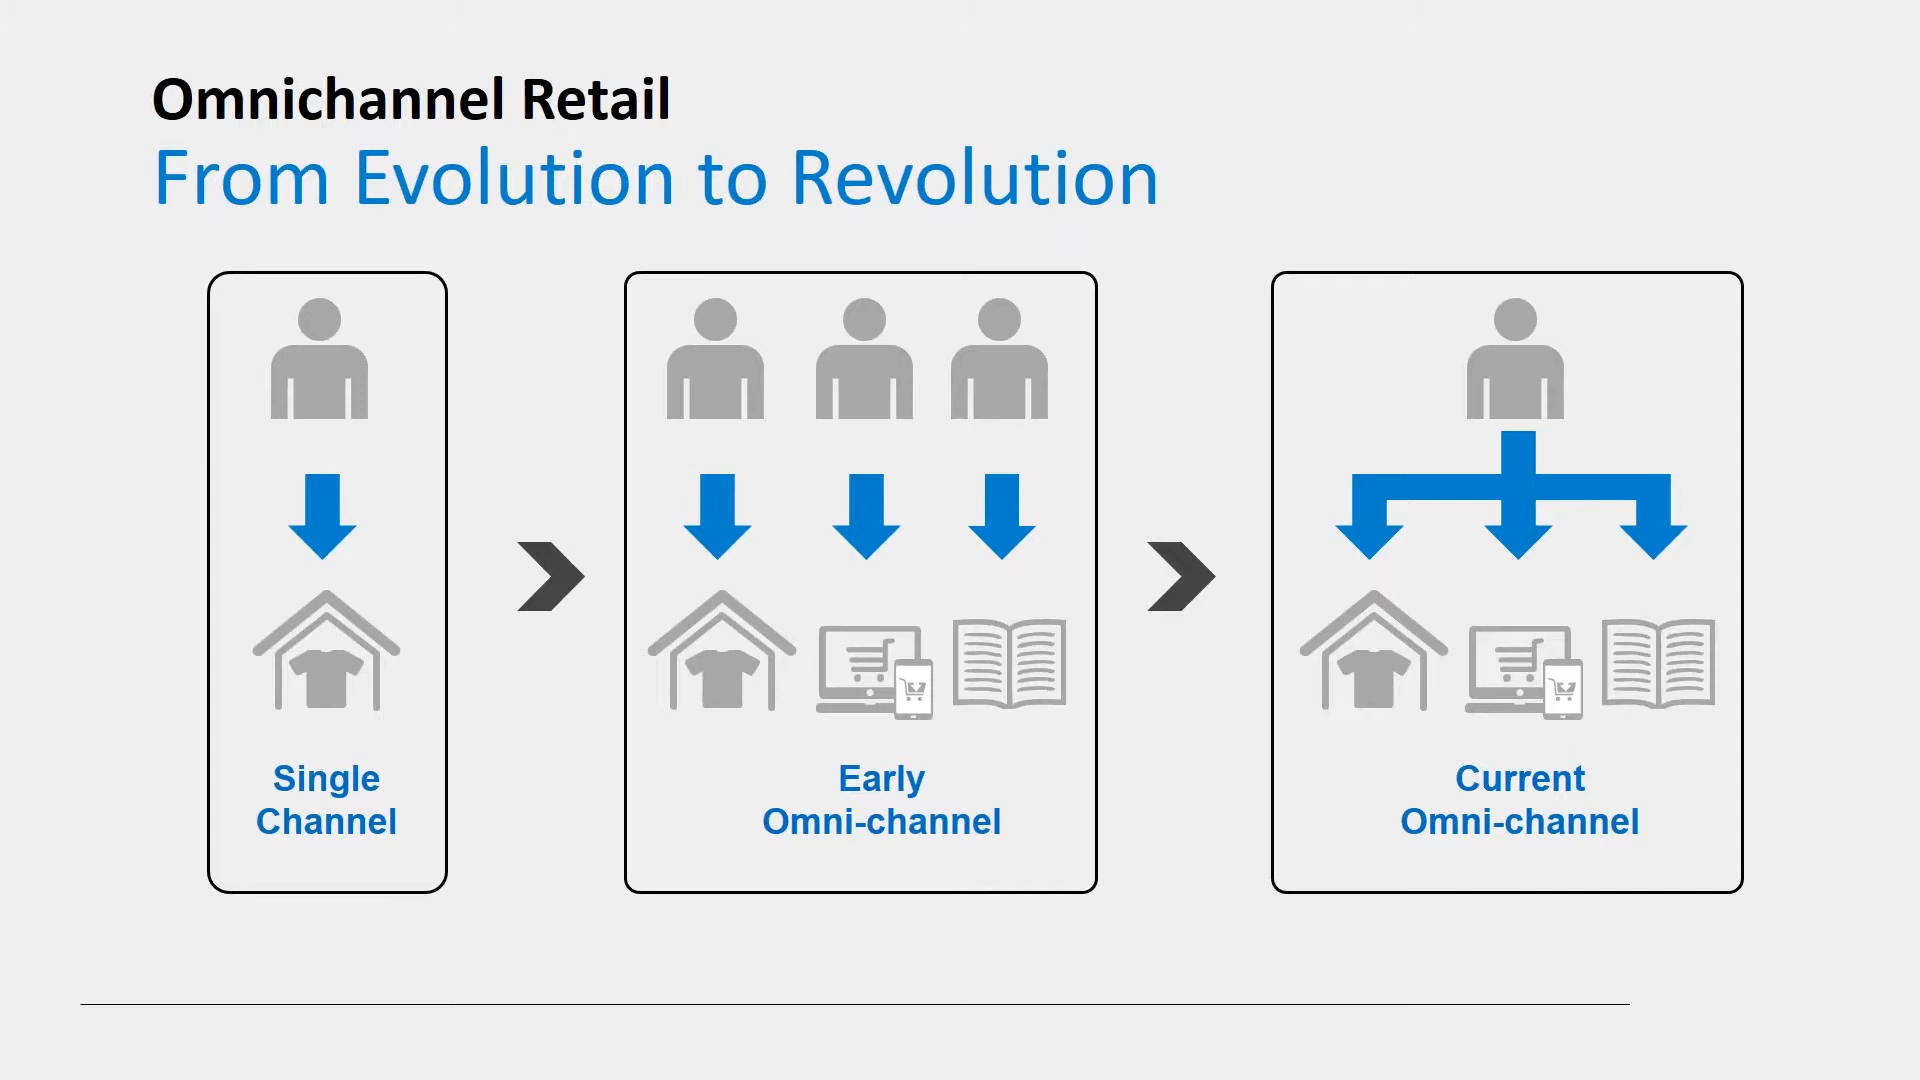 Omnichannel Retail
From Evolution to Revolution
Single
Channel
Early
Omni-channel
Current
Omni-channel